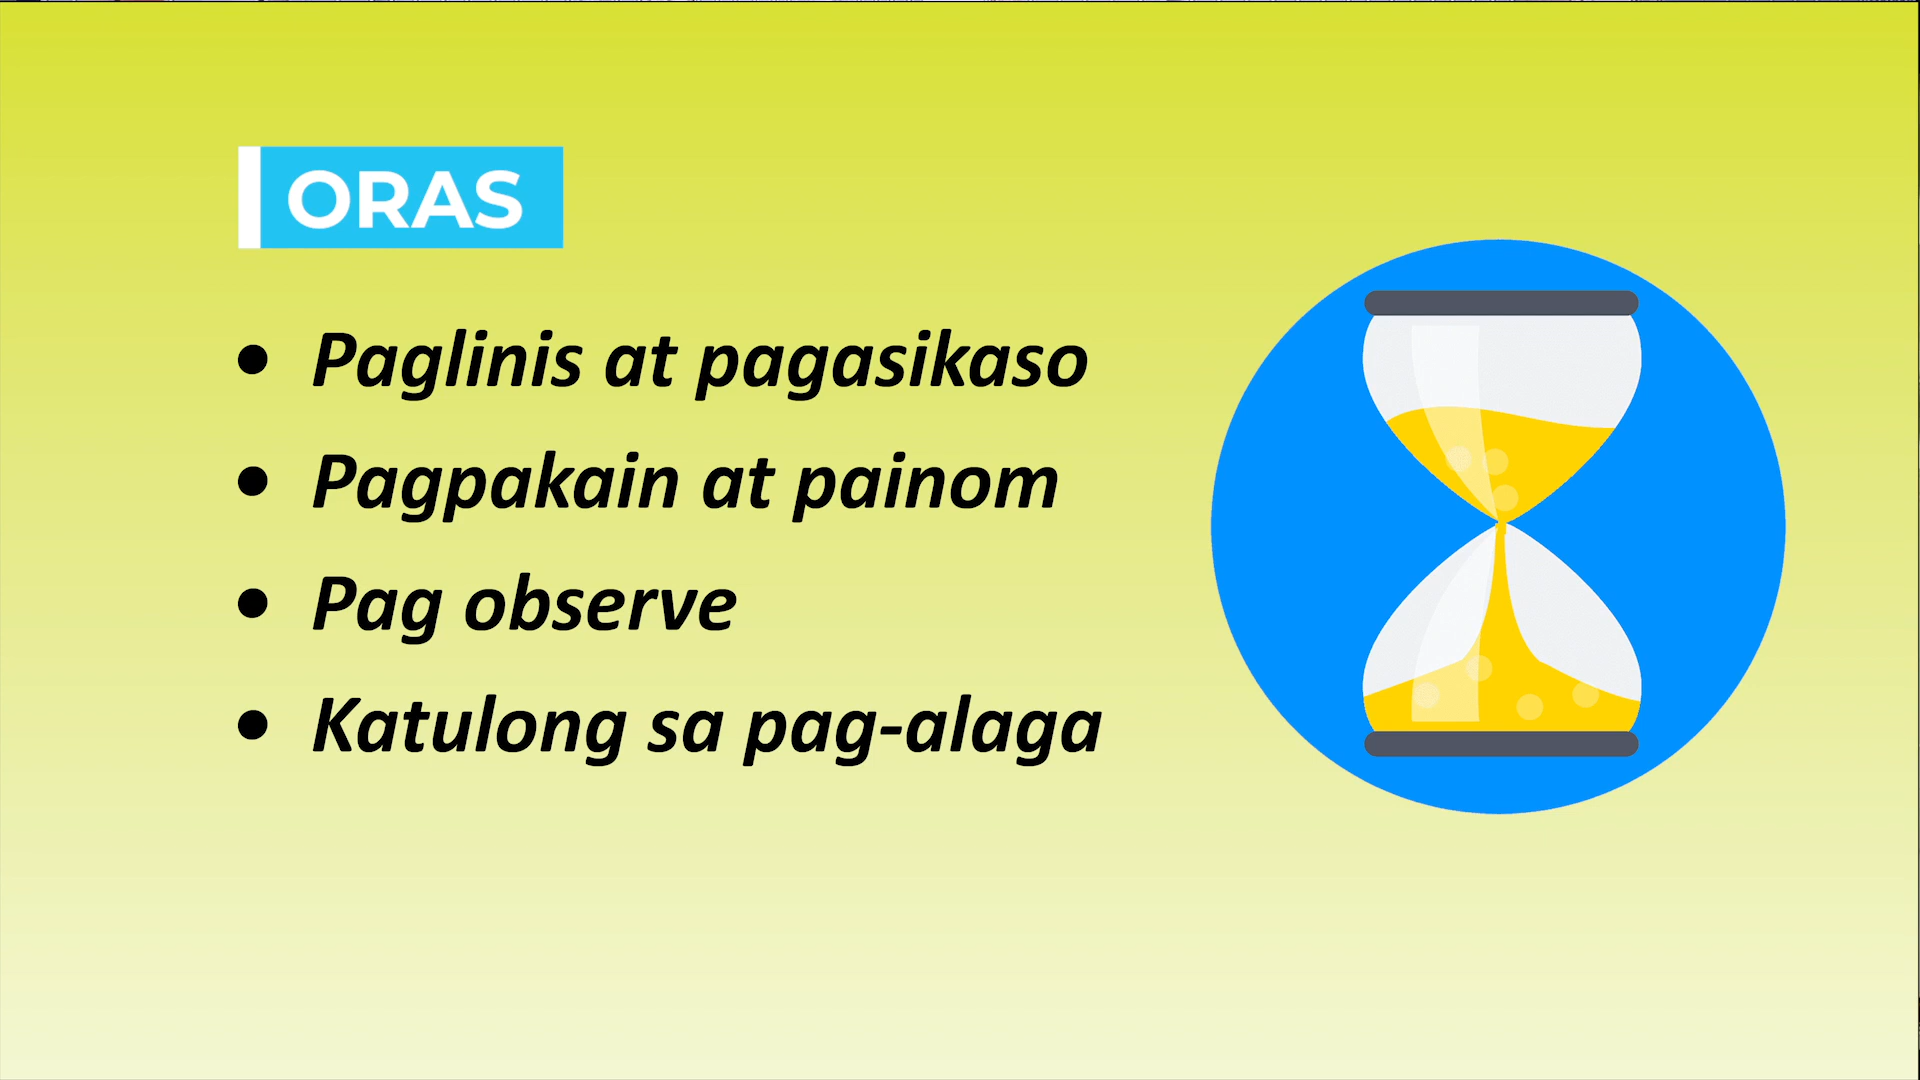 ORAS
• Paglinis at pagasikaso
• Pagpakain at painom
• Pag observe
• Katulong sa pag-alaga